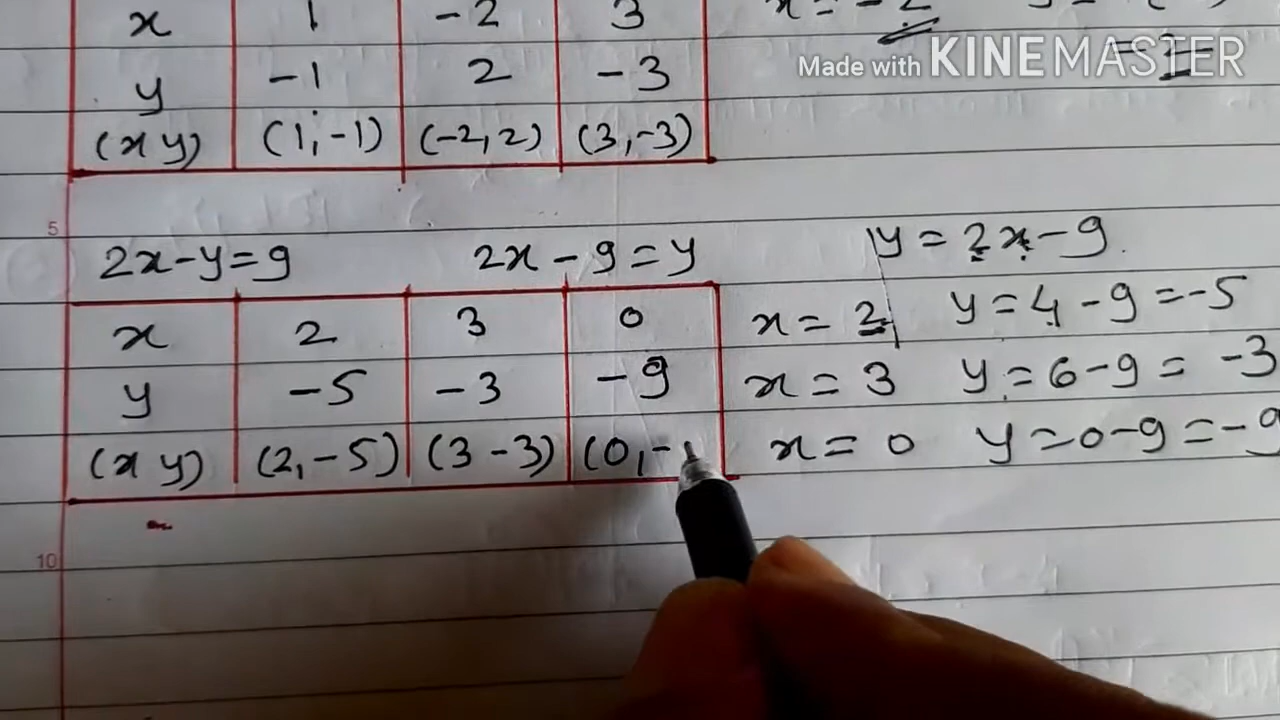 x 1 -2 3
Made with KINEMASTER
y -1 2 -3
(x y) (1,-1) (-2,2) (3,-3)
5
2x-y=9 2x-9=y y=2x-9
x 2 3 0 x=2 y=4-9=-5
y -5 -3 -9 x=3 y=6-9=-3
(x y) (2,-5) (3 -3) (0,- x=0 y=0-9=-9
10